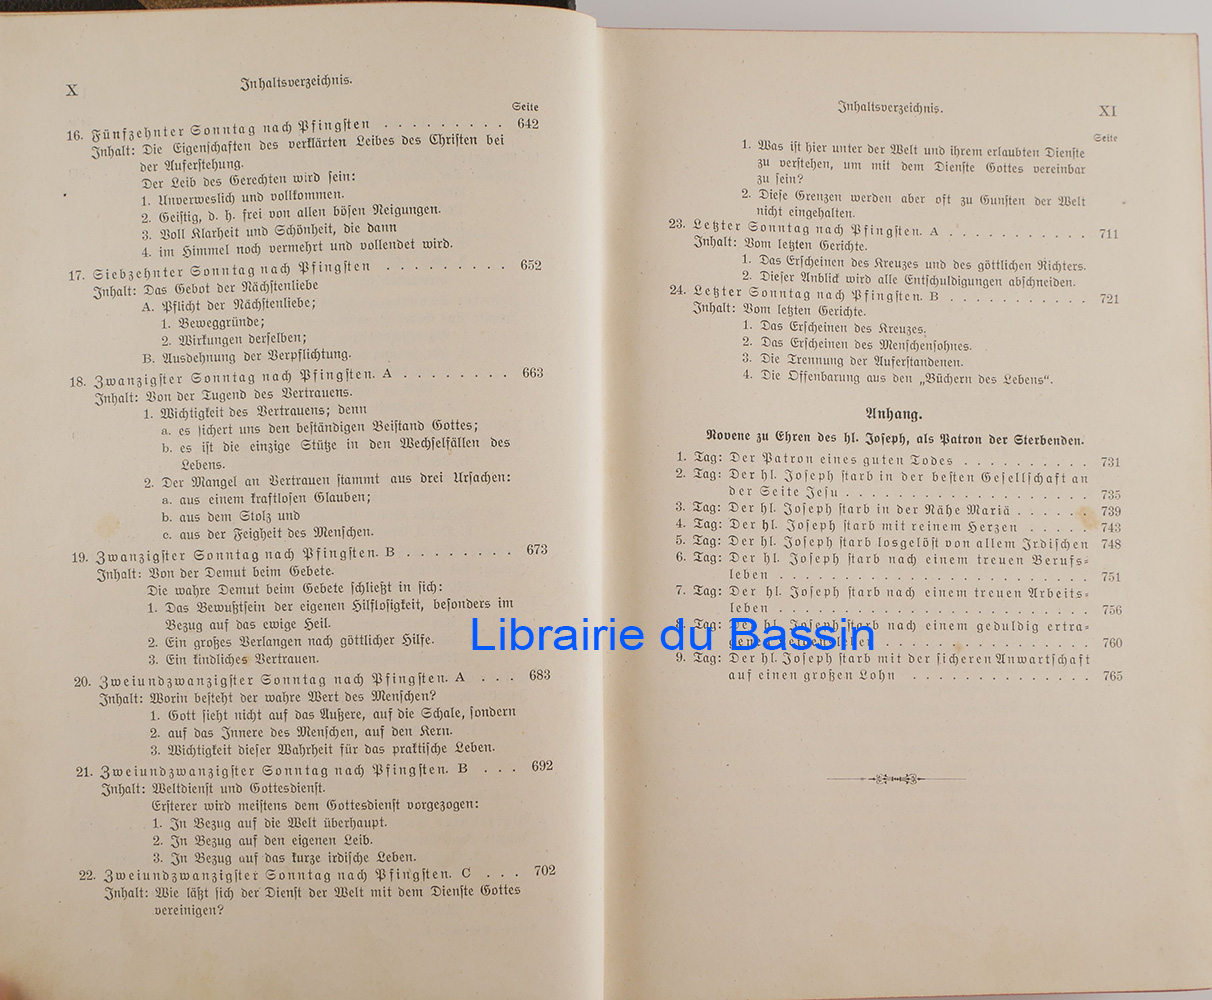 X
Inhaltsverzeichnis.
Seite
16. Fünfzehnter Sonntag nach Pfingsten . . . . . . . . . 642
Inhalt: Die Eigenschaften des verklärten Leibes des Christen bei
der Auferstehung.
Der Leib des Gerechten wird sein:
1. Unverweslich und vollkommen.
2. Geistig, d. h. frei von allen bösen Neigungen.
3. Voll Klarheit und Schönheit, die dann
4. im Himmel noch vermehrt und vollendet wird.
17. Siebzehnter Sonntag nach Pfingsten . . . . . . . . . 652
Inhalt: Das Gebot der Nächstenliebe
A. Pflicht der Nächstenliebe;
1. Beweggründe;
2. Wirkungen derselben;
B. Ausdehnung der Verpflichtung.
18. Zwanzigster Sonntag nach Pfingsten. A . . . . . . . . 663
Inhalt: Von der Tugend des Vertrauens.
1. Wichtigkeit des Vertrauens; denn
a. es sichert uns den beständigen Beistand Gottes;
b. es ist die einzige Stütze in den Wechselfällen des
Lebens.
2. Der Mangel an Vertrauen stammt aus drei Ursachen:
a. aus einem kraftlosen Glauben;
b. aus dem Stolz und
c. aus der Feigheit des Menschen.
19. Zwanzigster Sonntag nach Pfingsten. B . . . . . . . . 673
Inhalt: Von der Demut beim Gebete.
Die wahre Demut beim Gebete schließt in sich:
1. Das Bewußtsein der eigenen Hilflosigkeit, besonders im
Bezug auf das ewige Heil.
2. Ein großes Verlangen nach göttlicher Hilfe.
3. Ein kindliches Vertrauen.
20. Zweiundzwanzigster Sonntag nach Pfingsten. A . . . 683
Inhalt: Worin besteht der wahre Wert des Menschen?
1. Gott sieht nicht auf das Äußere, auf die Schale, sondern
2. auf das Innere des Menschen, auf den Kern.
3. Wichtigkeit dieser Wahrheit für das praktische Leben.
21. Zweiundzwanzigster Sonntag nach Pfingsten. B . . . 692
Inhalt: Weltdienst und Gottesdienst.
Ersterer wird meistens dem Gottesdienst vorgezogen:
1. In Bezug auf die Welt überhaupt.
2. In Bezug auf den eigenen Leib.
3. In Bezug auf das kurze irdische Leben.
22. Zweiundzwanzigster Sonntag nach Pfingsten. C . . . 702
Inhalt: Wie läßt sich der Dienst der Welt mit dem Dienste Gottes
vereinigen?
Inhaltsverzeichnis.
XI
Seite
1. Was ist hier unter der Welt und ihrem erlaubten Dienste
zu verstehen, um mit dem Dienste Gottes vereinbar
zu sein?
2. Diese Grenzen werden aber oft zu Gunsten der Welt
nicht eingehalten.
23. Letzter Sonntag nach Pfingsten. A . . . . . . . . . . . 711
Inhalt: Vom letzten Gerichte.
1. Das Erscheinen des Kreuzes und des göttlichen Richters.
2. Dieser Anblick wird alle Entschuldigungen abschneiden.
24. Letzter Sonntag nach Pfingsten. B . . . . . . . . . . . 721
Inhalt: Vom letzten Gerichte.
1. Das Erscheinen des Kreuzes.
2. Das Erscheinen des Menschensohnes.
3. Die Trennung der Auferstandenen.
4. Die Offenbarung aus den „Büchern des Lebens".
Anhang.
Novene zu Ehren des hl. Joseph, als Patron der Sterbenden.
1. Tag: Der Patron eines guten Todes . . . . . . . . . . 731
2. Tag: Der hl. Joseph starb in der besten Gesellschaft an
der Seite Jesu . . . . . . . . . . . . . . . . . . . 735
3. Tag: Der hl. Joseph starb in der Nähe Mariä . . . . . . 739
4. Tag: Der hl. Joseph starb mit reinem Herzen . . . . . 743
5. Tag: Der hl. Joseph starb losgelöst von allem Irdischen 748
6. Tag: Der hl. Joseph starb nach einem treuen Berufs-
leben . . . . . . . . . . . . . . . . . . . . . . . . 751
7. Tag: Der hl. Joseph starb nach einem treuen Arbeits-
leben . . . . . . . . . . . . . . . . . . . . . . . . 756
8. Tag: Der hl. Joseph starb nach einem geduldig ertra-
genen Leidensleben . . . . . . . . . . . . . . . 760
9. Tag: Der hl. Joseph starb mit der sicheren Anwartschaft
auf einen großen Lohn . . . . . . . . . . . . . . 765
Librairie du Bassin